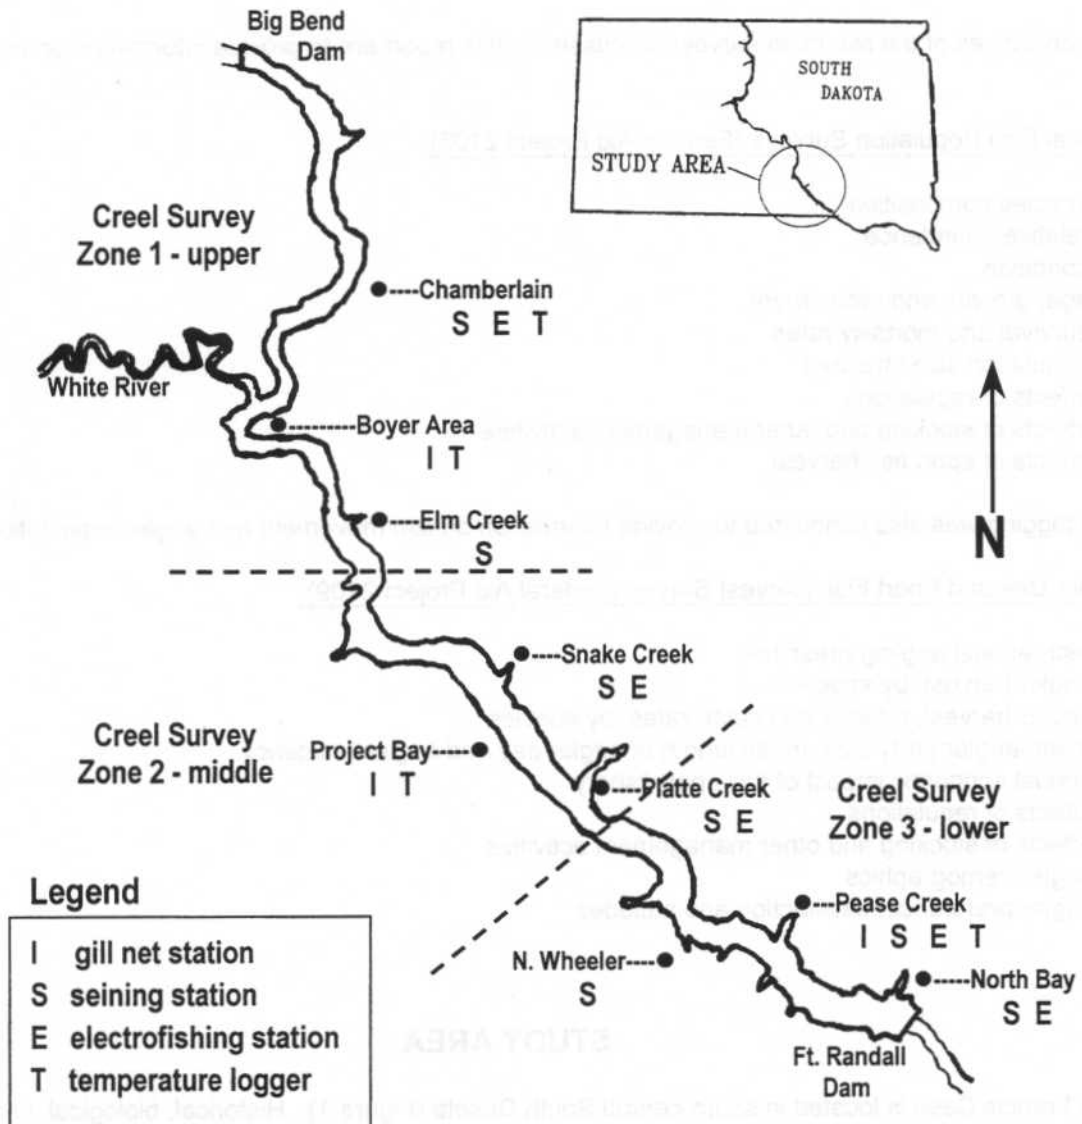 Big Bend
Dam
SOUTH
DAKOTA
STUDY AREA
Creel Survey
Zone 1 - upper
Chamberlain
S E T
White River
Boyer Area
I T
Elm Creek
S
N
Snake Creek
S E
Creel Survey
Zone 2 - middle
Project Bay
I T
Platte Creek
S E
Creel Survey
Zone 3 - lower
Pease Creek
I S E T
N. Wheeler
S
North Bay
S E
Ft. Randall
Dam
Legend
I gill net station
S seining station
E electrofishing station
T temperature logger